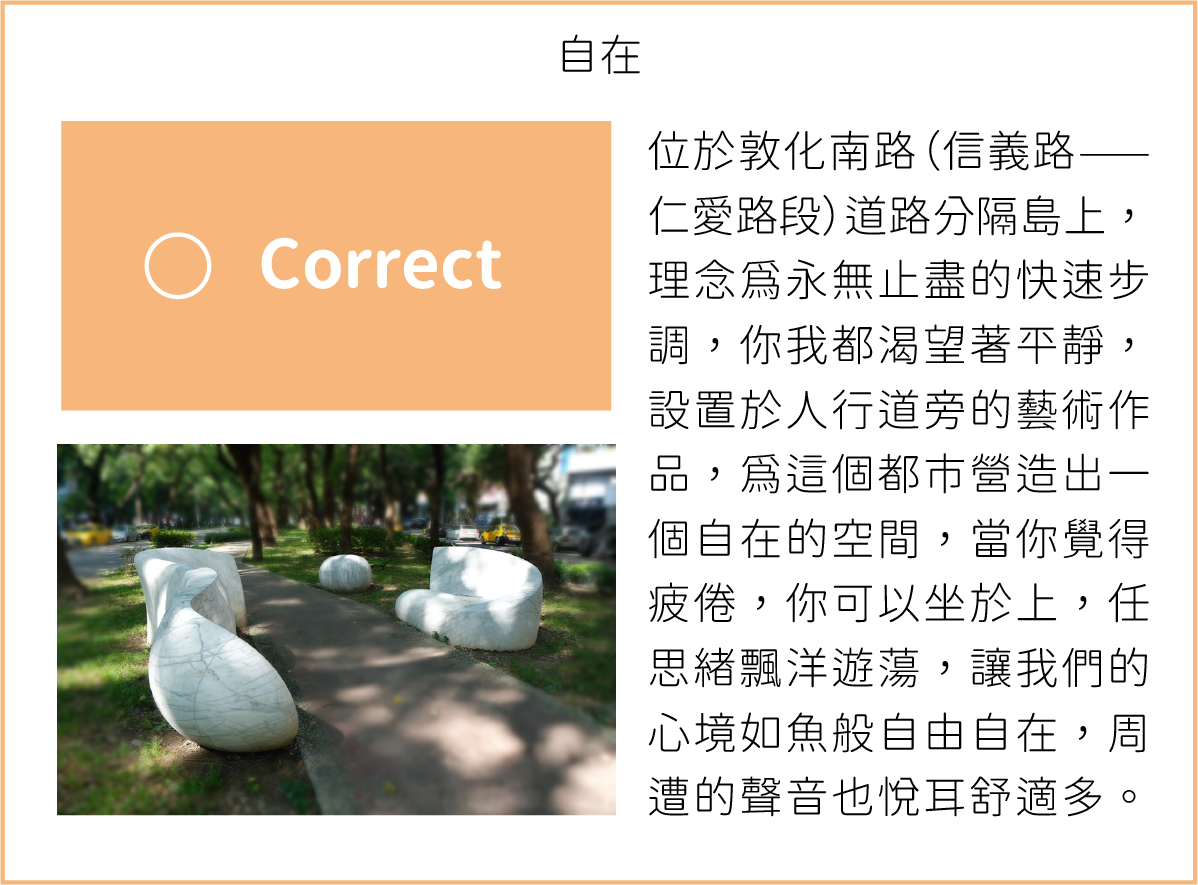 自在
Correct
位於敦化南路(信義路——
仁愛路段)道路分隔島上，
理念爲永無止盡的快速步
調，你我都渴望著平靜，
設置於人行道旁的藝術作
品，爲這個都市營造出一
個自在的空間，當你覺得
疲倦，你可以坐於上，任
思緒飄洋遊蕩，讓我們的
心境如魚般自由自在，周
遭的聲音也悅耳舒適多。